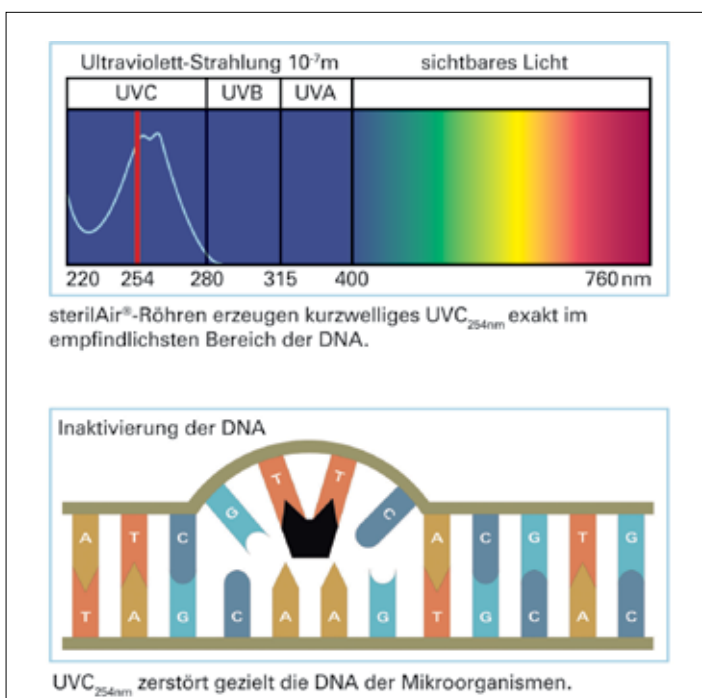 Ultraviolett-Strahlung 10⁻⁷m sichtbares Licht
UVC UVB UVA
220 254 280 315 400 760 nm
sterilAir®-Röhren erzeugen kurzwelliges UVC₂₅₄ₙₘ exakt im
empfindlichsten Bereich der DNA.
Inaktivierung der DNA
G T T C
A T C A C G T G
T A G C A A G T G C A C
UVC₂₅₄ₙₘ zerstört gezielt die DNA der Mikroorganismen.